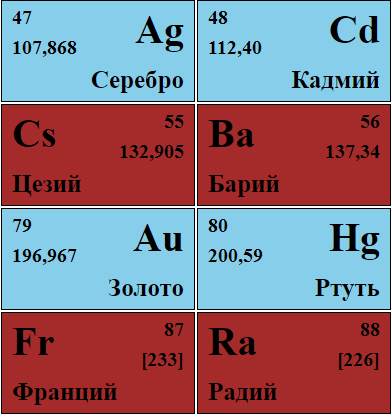 47 Ag
107,868
Серебро
48 Cd
112,40
Кадмий
Cs 55
132,905
Цезий
Ba 56
137,34
Барий
79 Au
196,967
Золото
80 Hg
200,59
Ртуть
Fr 87
[233]
Франций
Ra 88
[226]
Радий